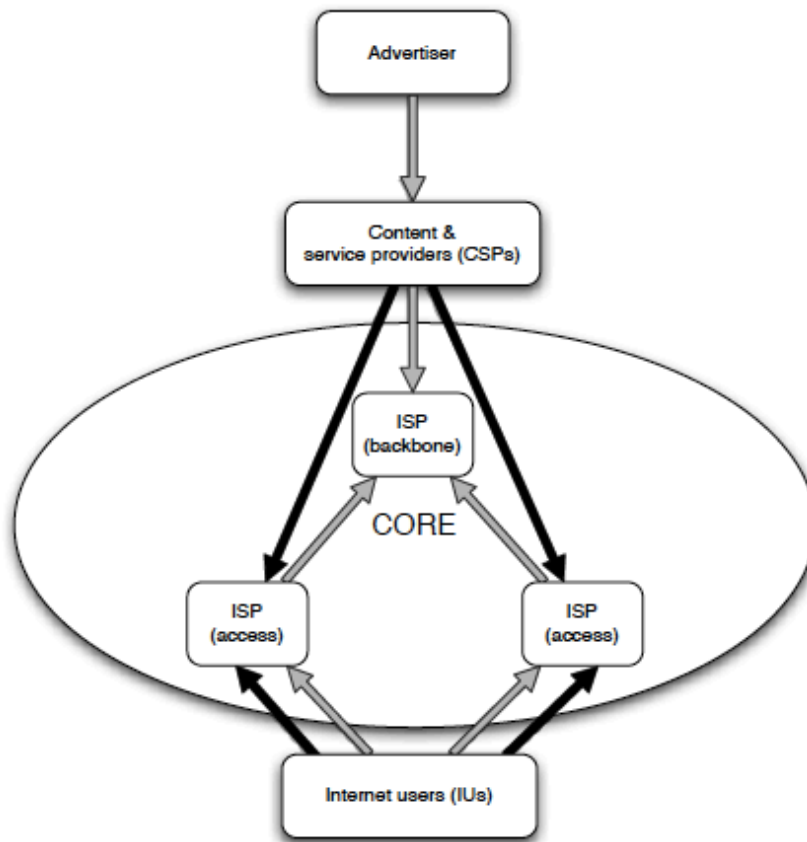 Advertiser
Content &
service providers (CSPs)
ISP
(backbone)
CORE
ISP
(access)
ISP
(access)
Internet users (IUs)